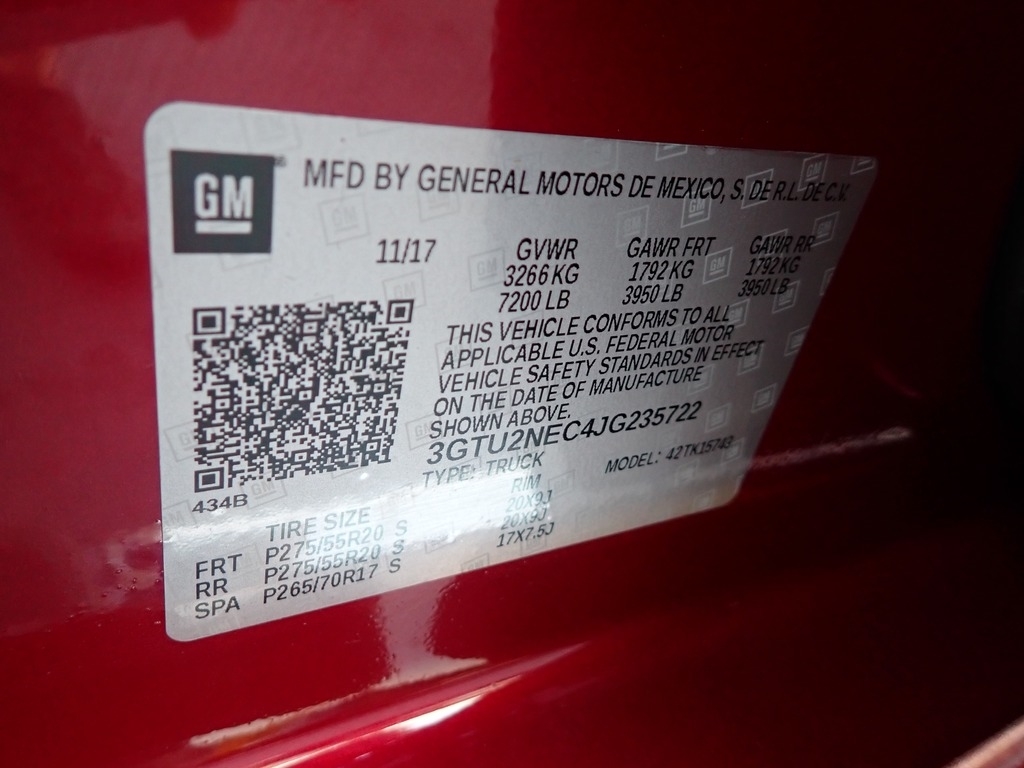 GM
MFD BY GENERAL MOTORS DE MEXICO, S. DE R.L. DE C.V.
11/17 GVWR GAWR FRT GAWR RR
3266 KG 1792 KG 1792 KG
7200 LB 3950 LB 3950 LB
THIS VEHICLE CONFORMS TO ALL
APPLICABLE U.S. FEDERAL MOTOR
VEHICLE SAFETY STANDARDS IN EFFECT
ON THE DATE OF MANUFACTURE
SHOWN ABOVE.
3GTU2NEC4JG235722
TYPE: TRUCK MODEL: 42TK15743
434B
TIRE SIZE RIM
FRT P275/55R20 S 20X9J
RR P275/55R20 S 20X9J
SPA P265/70R17 S 17X7.5J